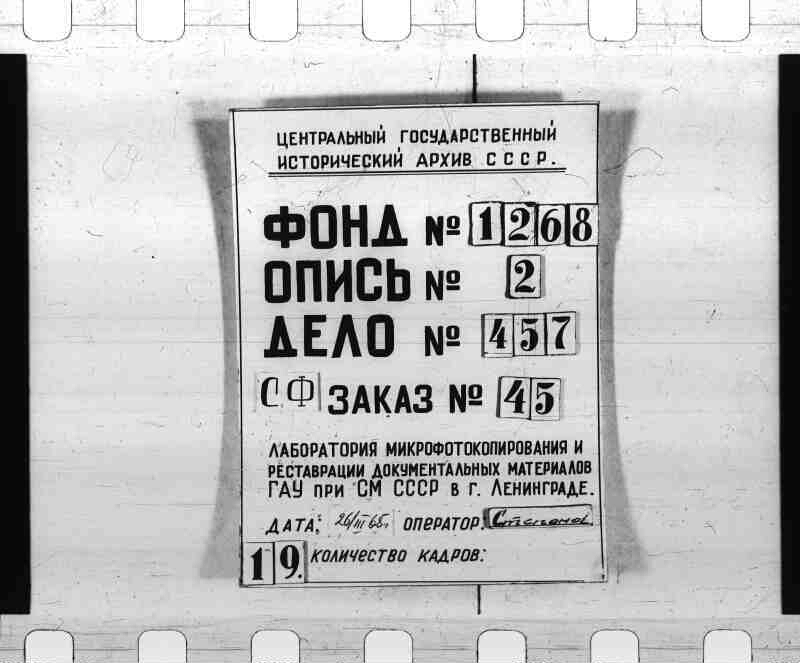 ЦЕНТРАЛЬНЫЙ ГОСУДАРСТВЕННЫЙ
ИСТОРИЧЕСКИЙ АРХИВ СССР.
ФОНД № 1268
ОПИСЬ № 2
ДЕЛО № 457
СФ ЗАКАЗ № 45
ЛАБОРАТОРИЯ МИКРОФОТОКОПИРОВАНИЯ И
РЕСТАВРАЦИИ ДОКУМЕНТАЛЬНЫХ МАТЕРИАЛОВ
ГАУ ПРИ СМ СССР В Г. ЛЕНИНГРАДЕ.
ДАТА: 26/III 65г. ОПЕРАТОР:
19. КОЛИЧЕСТВО КАДРОВ: